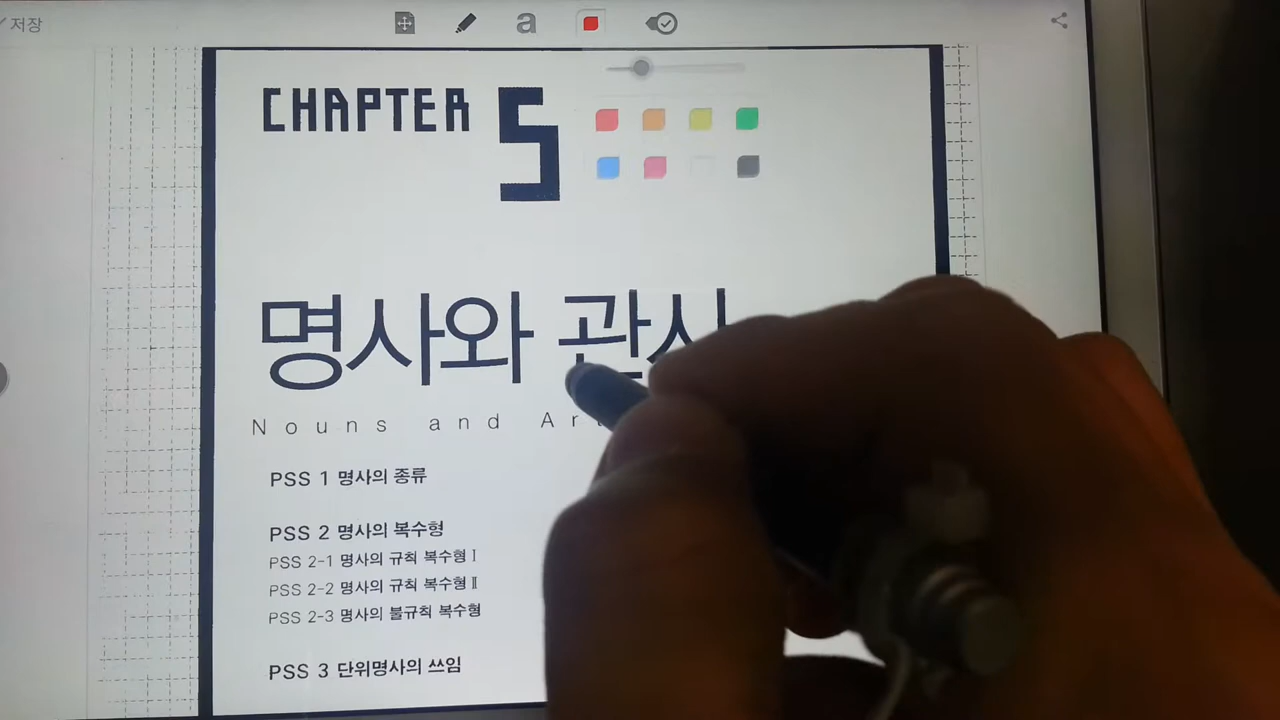 저장
a
CHAPTER 5
명사와 관사
Nouns and
PSS 1 명사의 종류
PSS 2 명사의 복수형
PSS 2-1 명사의 규칙 복수형 Ⅰ
PSS 2-2 명사의 규칙 복수형 Ⅱ
PSS 2-3 명사의 불규칙 복수형
PSS 3 단위명사의 쓰임